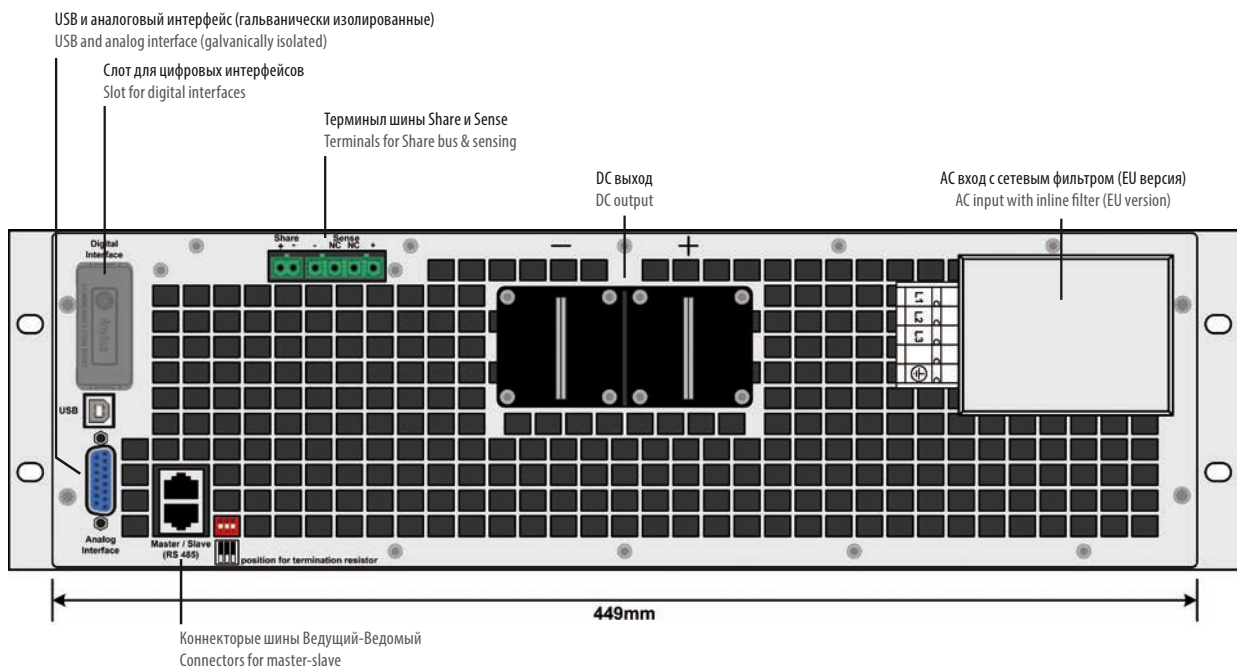 USB и аналоговый интерфейс (гальванически изолированные)
USB and analog interface (galvanically isolated)
Слот для цифровых интерфейсов
Slot for digital interfaces
Терминыл шины Share и Sense
Terminals for Share bus & sensing
DC выход
DC output
AC вход с сетевым фильтром (EU версия)
AC input with inline filter (EU version)
Digital
Interface
Share
+ -
Sense
- NC NC +
− +
Anybus
L1
L2
L3
USB
Analog
Interface
Master / Slave
(RS 485)
position for termination resistor
449mm
Коннекторые шины Ведущий-Ведомый
Connectors for master-slave